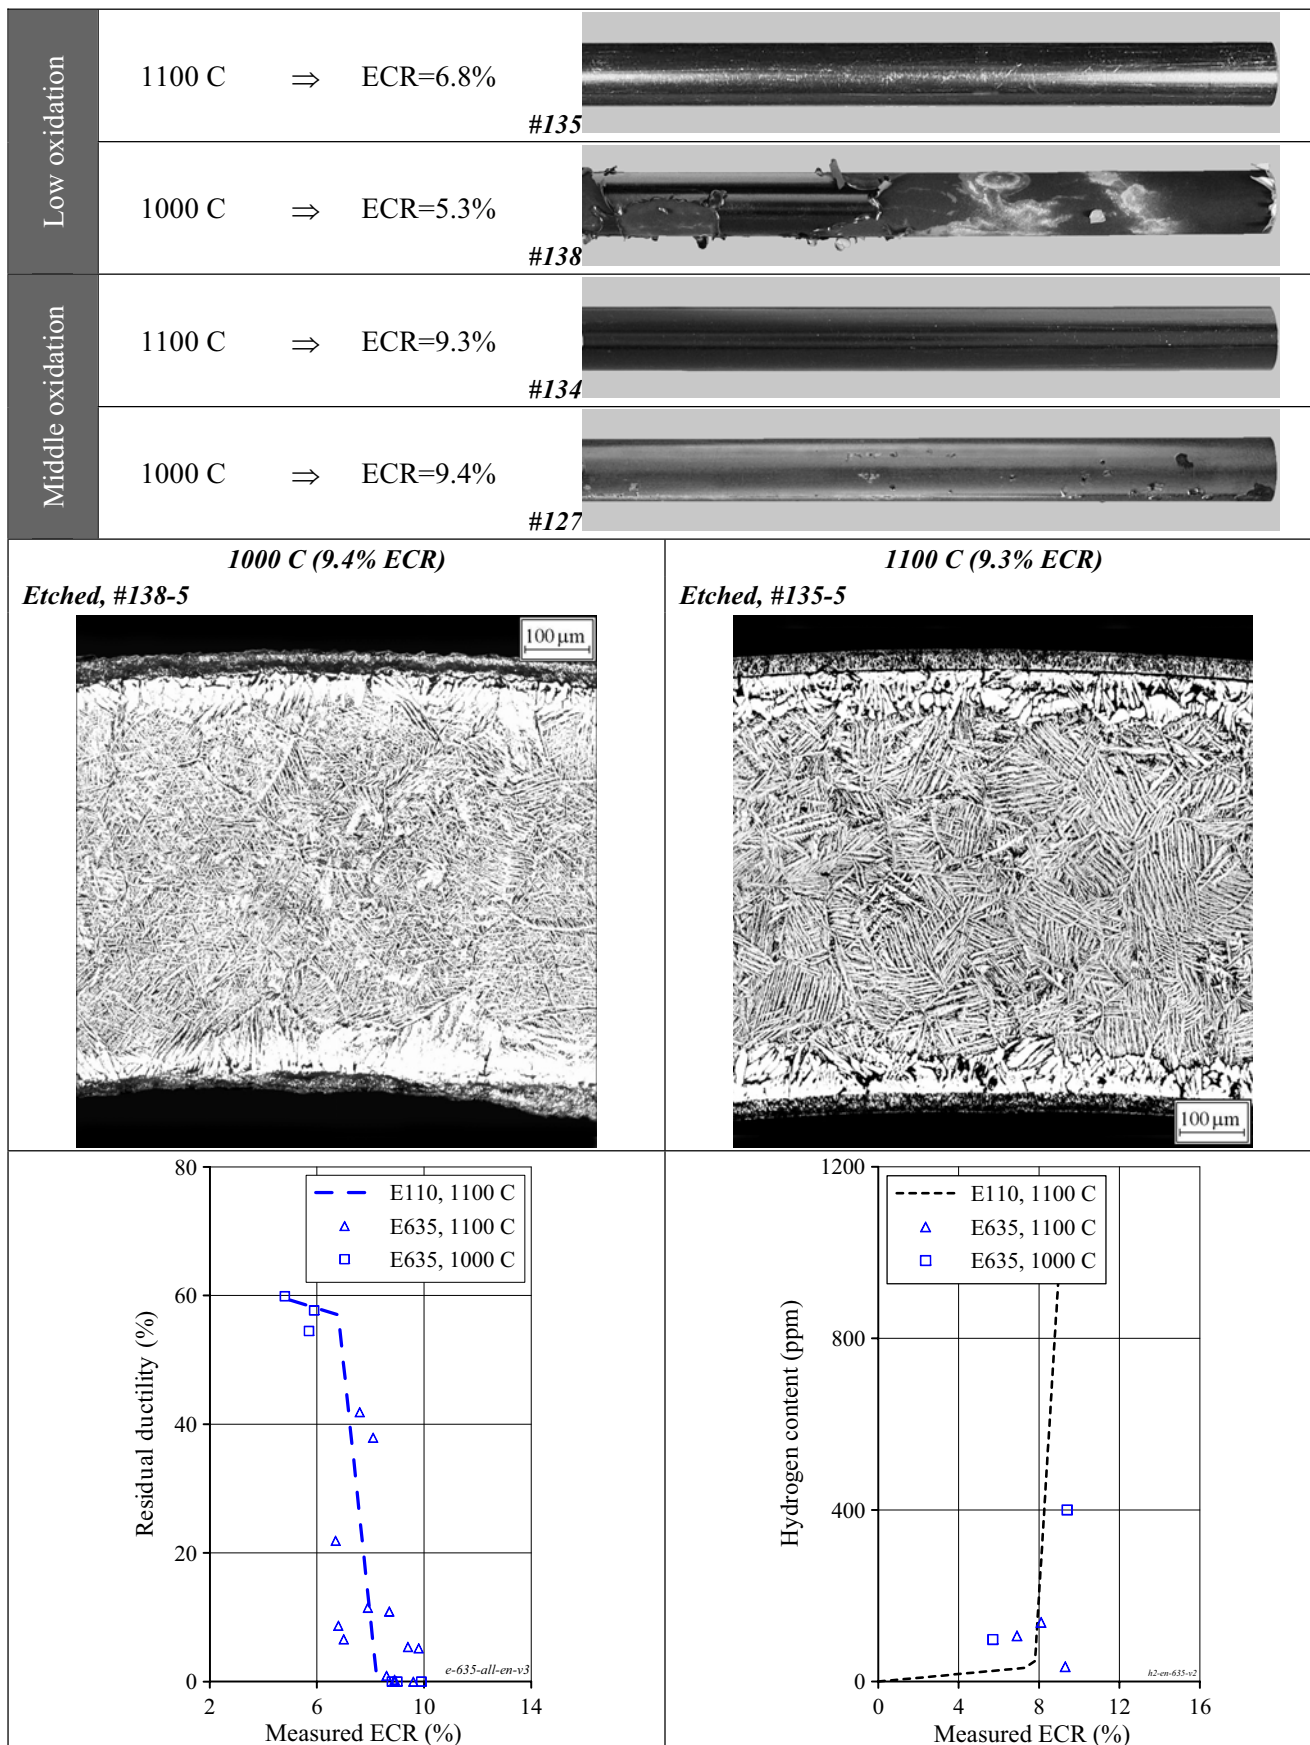 Low oxidation
1100 C ⇒ ECR=6.8%
#135
1000 C ⇒ ECR=5.3%
#138
Middle oxidation
1100 C ⇒ ECR=9.3%
#134
1000 C ⇒ ECR=9.4%
#127
1000 C (9.4% ECR)
Etched, #138-5
100 µm
1100 C (9.3% ECR)
Etched, #135-5
100 µm
80
60
40
20
0
2 6 10 14
Residual ductility (%)
Measured ECR (%)
E110, 1100 C
E635, 1100 C
E635, 1000 C
e-635-all-en-v3
1200
800
400
0
0 4 8 12 16
Hydrogen content (ppm)
Measured ECR (%)
E110, 1100 C
E635, 1100 C
E635, 1000 C
h2-en-635-v2